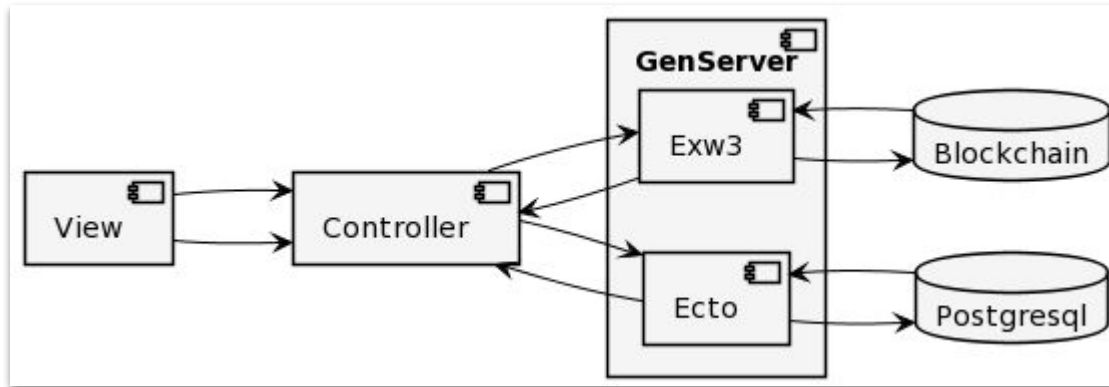 GenServer
Exw3
Blockchain
View
Controller
Ecto
Postgresql